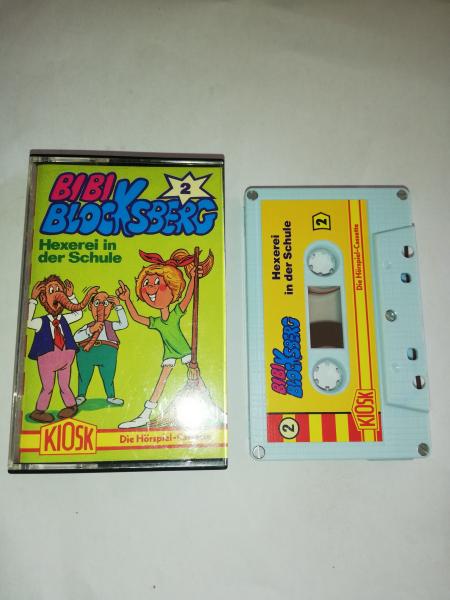 BIBI
BLOCKSBERG
2
Hexerei in
der Schule
KIOSK
Die Hörspiel-Cassette
2
BIBI
BLOCKSBERG
Hexerei
in der Schule
2
KIOSK
Die Hörspiel-Cassette